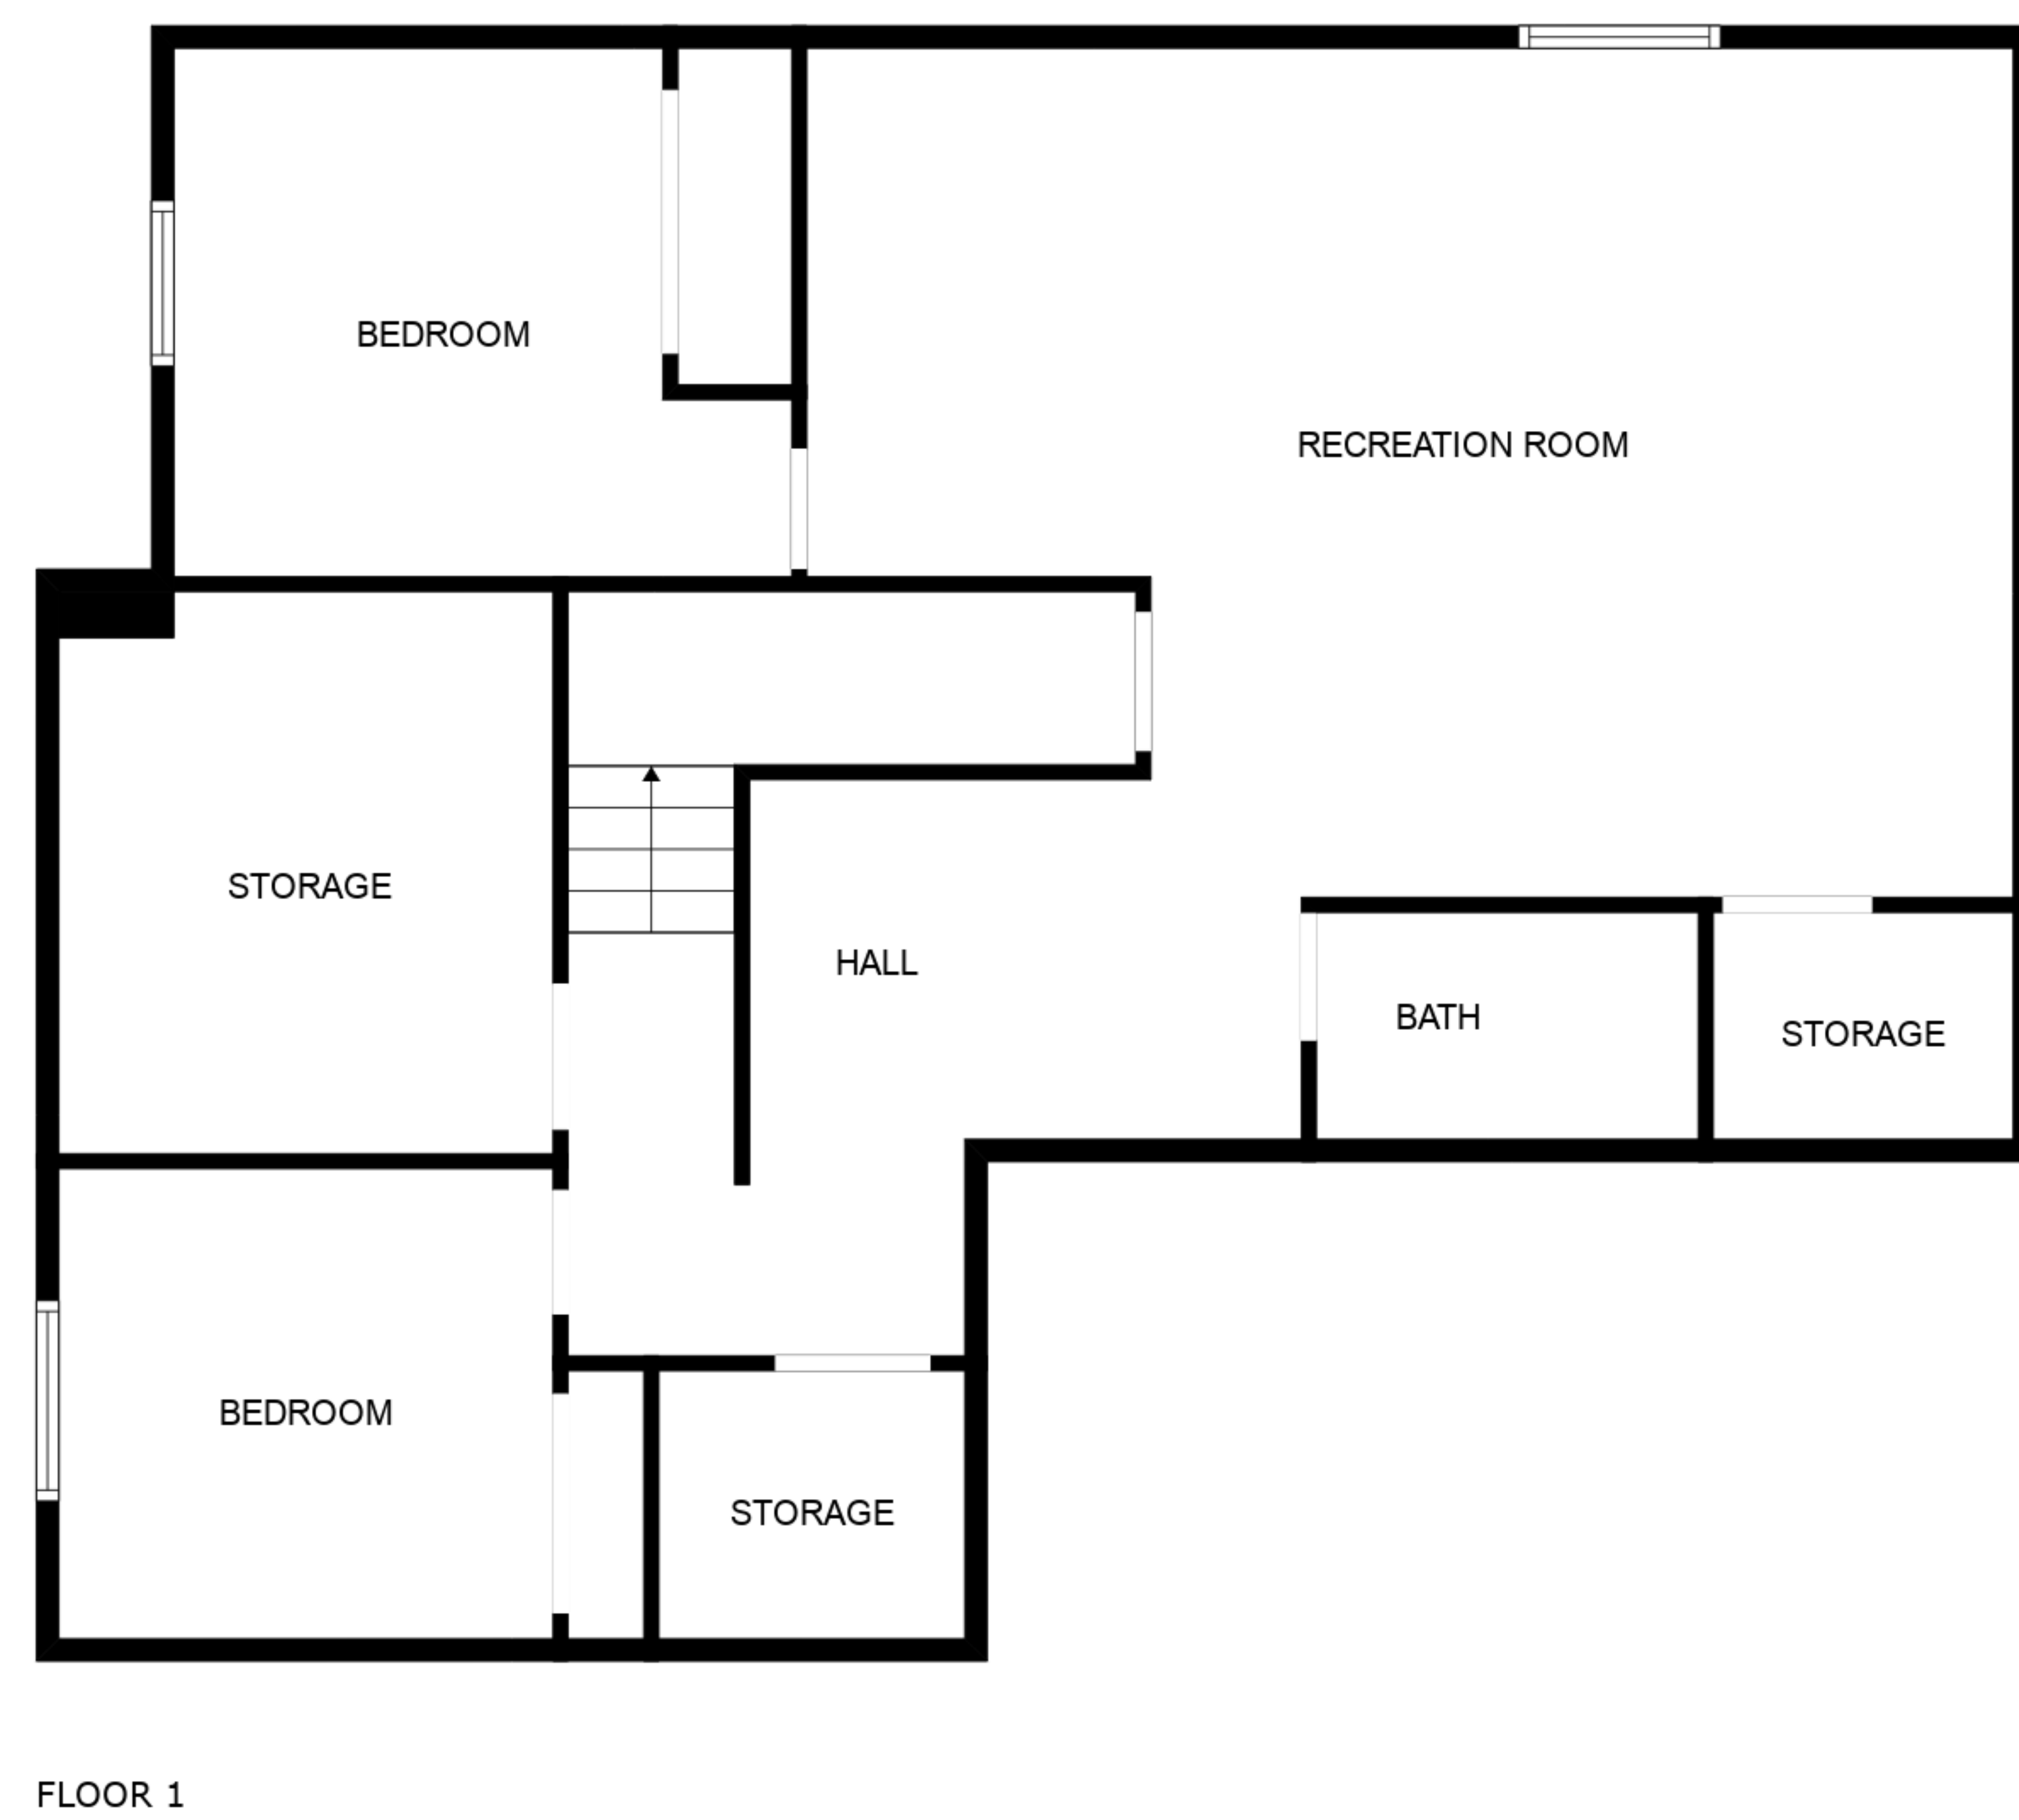 BEDROOM
RECREATION ROOM
STORAGE
HALL
BATH
STORAGE
BEDROOM
STORAGE
FLOOR 1